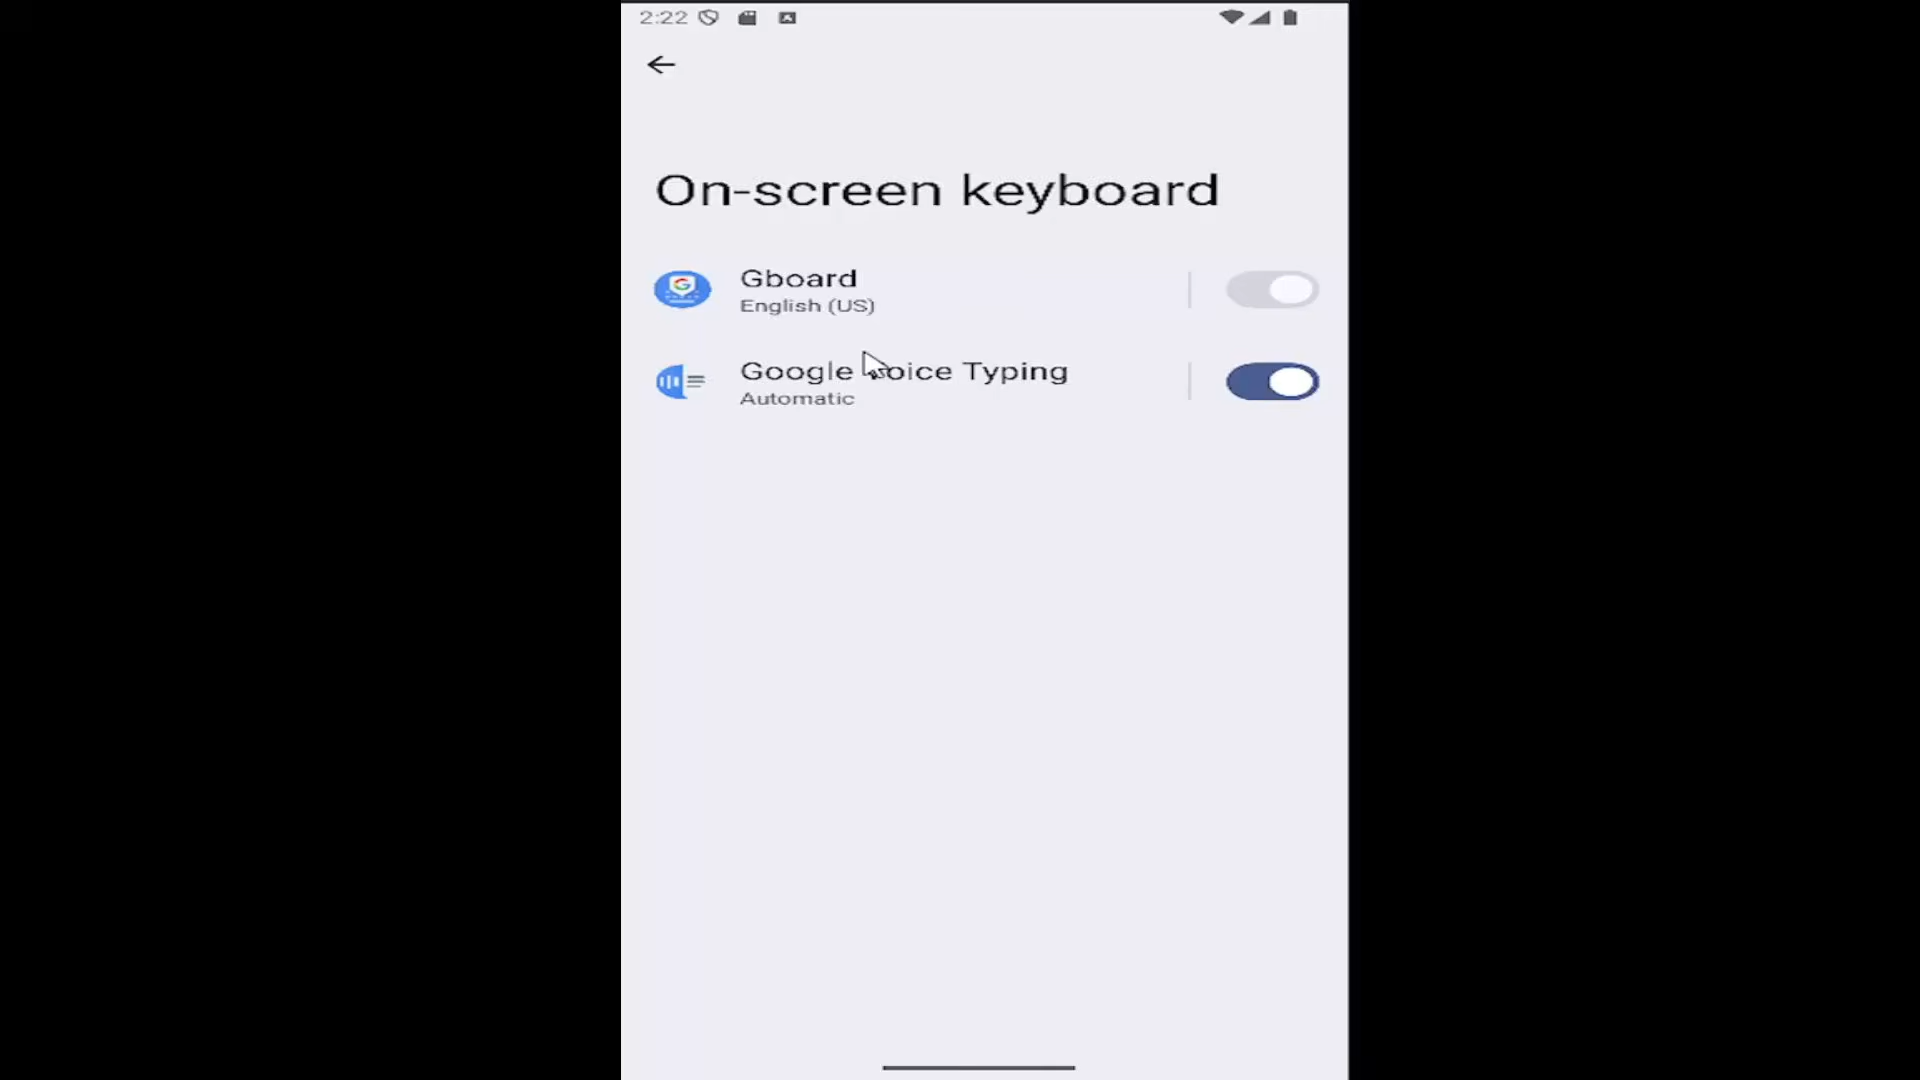 2:22
On-screen keyboard
Gboard
English (US)
Google Voice Typing
Automatic